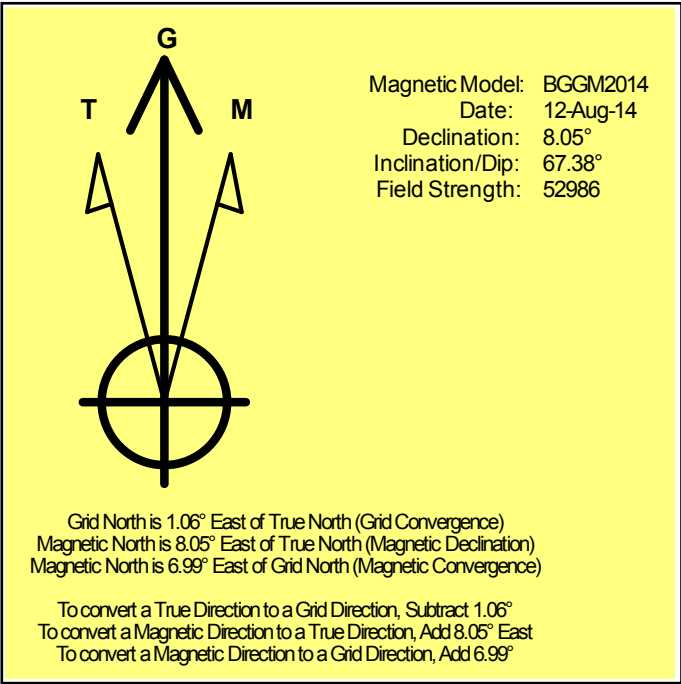 G
T M
Magnetic Model: BGGM2014
Date: 12-Aug-14
Declination: 8.05°
Inclination/Dip: 67.38°
Field Strength: 52986
Grid North is 1.06° East of True North (Grid Convergence)
Magnetic North is 8.05° East of True North (Magnetic Declination)
Magnetic North is 6.99° East of Grid North (Magnetic Convergence)
To convert a True Direction to a Grid Direction, Subtract 1.06°
To convert a Magnetic Direction to a True Direction, Add 8.05° East
To convert a Magnetic Direction to a Grid Direction, Add 6.99°